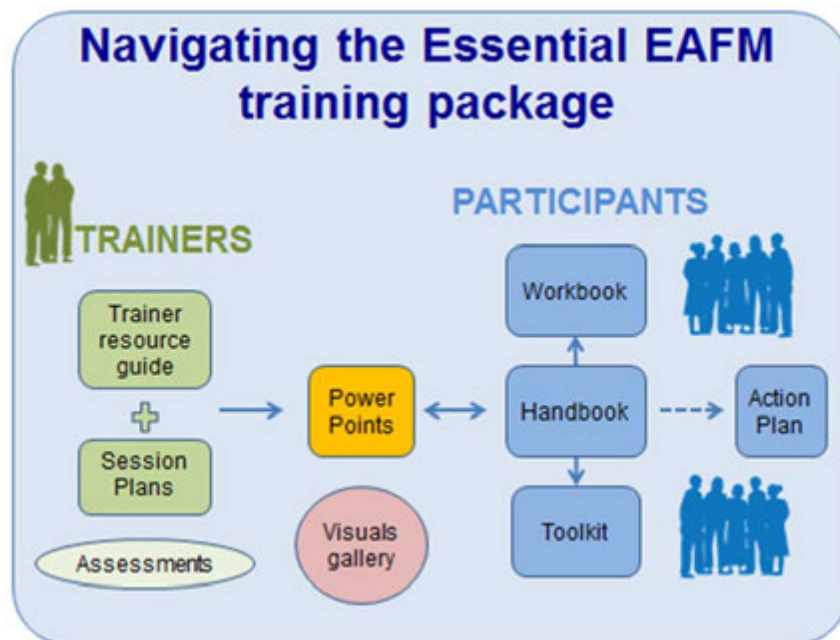 Navigating the Essential EAFM
training package
TRAINERS
PARTICIPANTS
Trainer
resource
guide
Session
Plans
Assessments
Power
Points
Visuals
gallery
Workbook
Handbook
Toolkit
Action
Plan